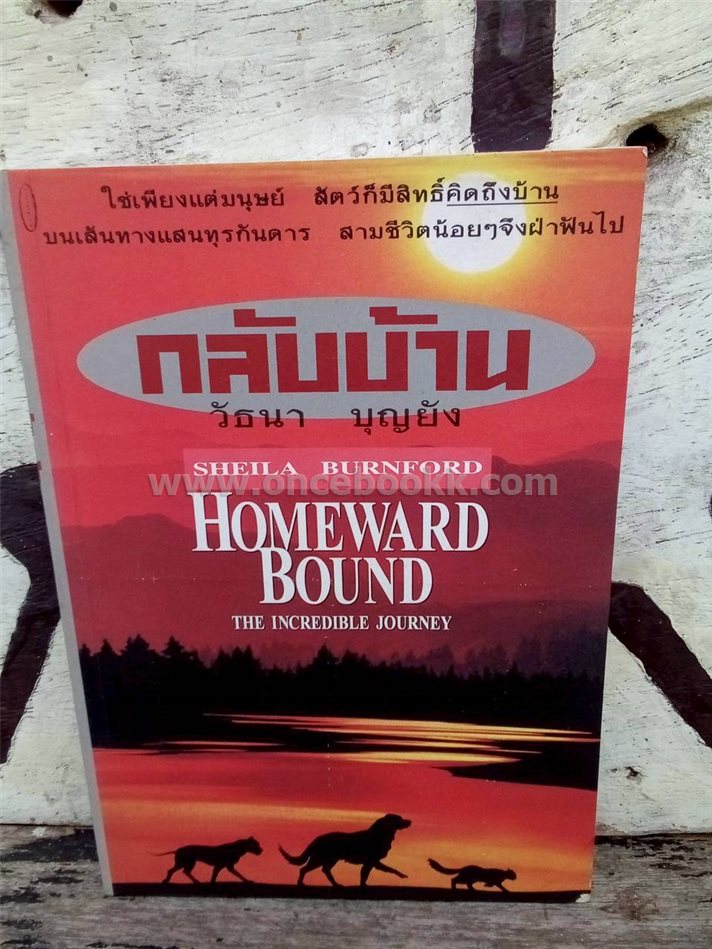 ใช่เพียงแต่มนุษย์ สัตว์ก็มีสิทธิ์คิดถึงบ้าน
บนเส้นทางแสนทุรกันดาร สามชีวิตน้อยๆจึงฝ่าฟันไป
กลับบ้าน
วัธนา บุญยัง
SHEILA BURNFORD
www.oncebookk.com
HOMEWARD
BOUND
THE INCREDIBLE JOURNEY